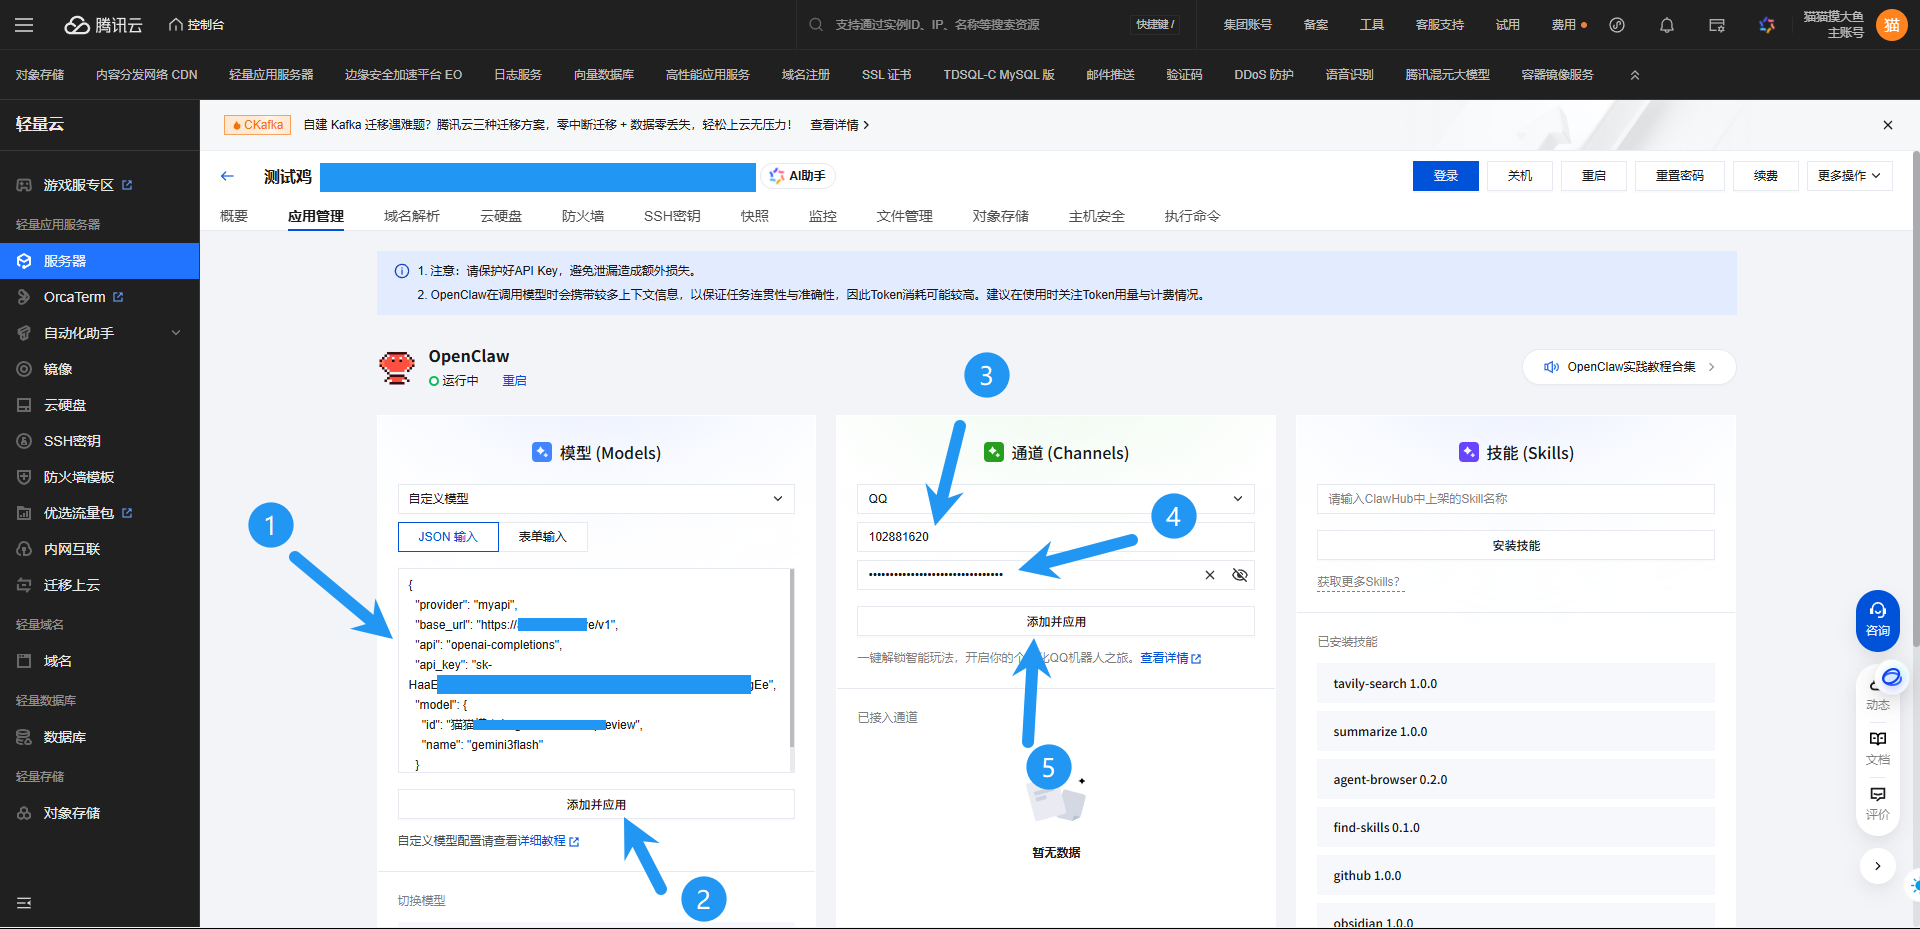 腾讯云
控制台
支持通过实例ID、IP、名称等搜索资源
快捷键 /
集团账号
备案
工具
客服支持
试用
费用
猫猫摸大鱼
主账号
猫
对象存储
内容分发网络 CDN
轻量应用服务器
边缘安全加速平台 EO
日志服务
向量数据库
高性能应用服务
域名注册
SSL 证书
TDSQL-C MySQL 版
邮件推送
验证码
DDoS 防护
语音识别
腾讯混元大模型
容器镜像服务
轻量云
游戏服专区
轻量应用服务器
服务器
OrcaTerm
自动化助手
镜像
云硬盘
SSH密钥
防火墙模板
优选流量包
内网互联
迁移上云
轻量域名
域名
轻量数据库
数据库
轻量存储
对象存储
CKafka
自建 Kafka 迁移遇难题？腾讯云三种迁移方案，零中断迁移 + 数据零丢失，轻松上云无压力！
查看详情
测试鸡
AI助手
登录
关机
重启
重置密码
续费
更多操作
概要
应用管理
域名解析
云硬盘
防火墙
SSH密钥
快照
监控
文件管理
对象存储
主机安全
执行命令
1. 注意：请保护好API Key，避免泄漏造成额外损失。
2. OpenClaw在调用模型时会携带较多上下文信息，以保证任务连贯性与准确性，因此Token消耗可能较高。建议在使用时关注Token用量与计费情况。
OpenClaw
运行中
重启
OpenClaw实践教程合集
模型 (Models)
自定义模型
JSON 输入
表单输入
{
"provider": "myapi",
"base_url": "https://
e/v1",
"api": "openai-completions",
"api_key": "sk-
HaaE
gEe",
"model": {
"id": "猫猫
eview",
"name": "gemini3flash"
}
添加并应用
自定义模型配置请查看详细教程
切换模型
1
2
3
4
5
通道 (Channels)
QQ
102881620
添加并应用
一键解锁智能玩法，开启你的个
化QQ机器人之旅。查看详情
已接入通道
暂无数据
技能 (Skills)
请输入ClawHub中上架的Skill名称
安装技能
获取更多Skills?
已安装技能
tavily-search 1.0.0
summarize 1.0.0
agent-browser 0.2.0
find-skills 0.1.0
github 1.0.0
obsidian 1.0.0
咨询
动态
文档
评价